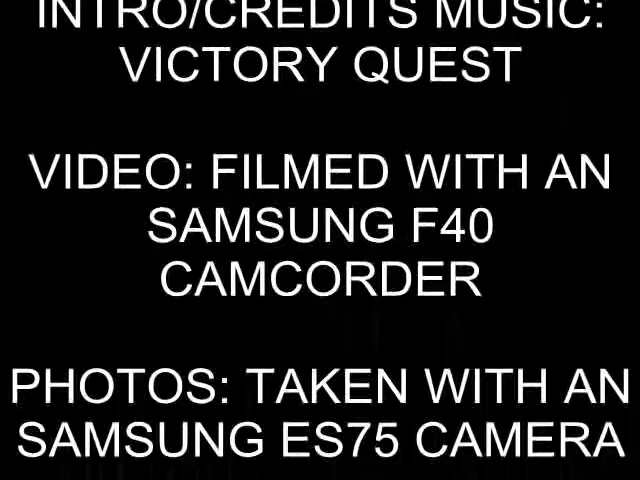 INTRO/CREDITS MUSIC:
VICTORY QUEST
VIDEO: FILMED WITH AN
SAMSUNG F40
CAMCORDER
PHOTOS: TAKEN WITH AN
SAMSUNG ES75 CAMERA